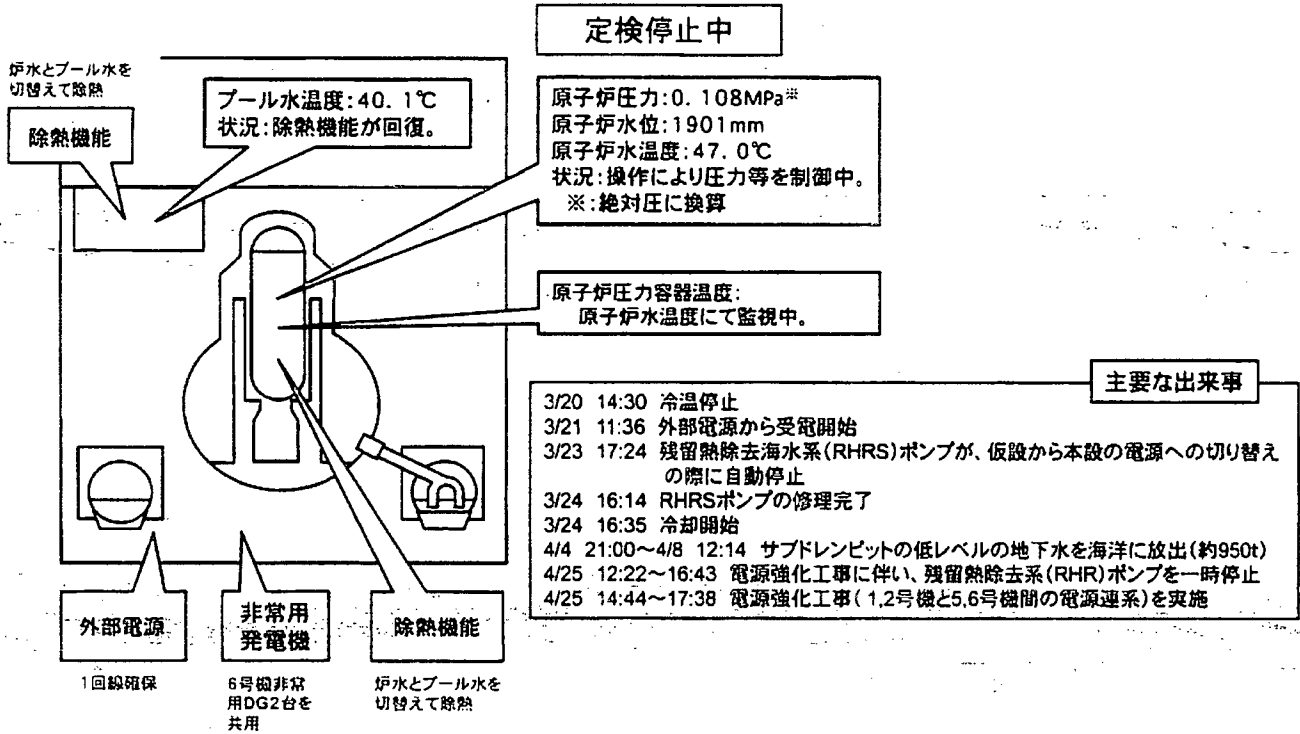 定検停止中
炉水とプール水を
切替えて除熱
除熱機能
プール水温度:40.1℃
状況:除熱機能が回復。
原子炉圧力:0.108MPa※
原子炉水位:1901mm
原子炉水温度:47.0℃
状況:操作により圧力等を制御中。
※:絶対圧に換算
原子炉圧力容器温度:
原子炉水温度にて監視中。
主要な出来事
3/20 14:30 冷温停止
3/21 11:36 外部電源から受電開始
3/23 17:24 残留熱除去海水系(RHRS)ポンプが、仮設から本設の電源への切り替え
の際に自動停止
3/24 16:14 RHRSポンプの修理完了
3/24 16:35 冷却開始
4/4 21:00~4/8 12:14 サブドレンピットの低レベルの地下水を海洋に放出(約950t)
4/25 12:22~16:43 電源強化工事に伴い、残留熱除去系(RHR)ポンプを一時停止
4/25 14:44~17:38 電源強化工事(1,2号機と5,6号機間の電源連系)を実施
外部電源
1回線確保
非常用
発電機
6号機非常
用DG2台を
共用
除熱機能
炉水とプール水を
切替えて除熱